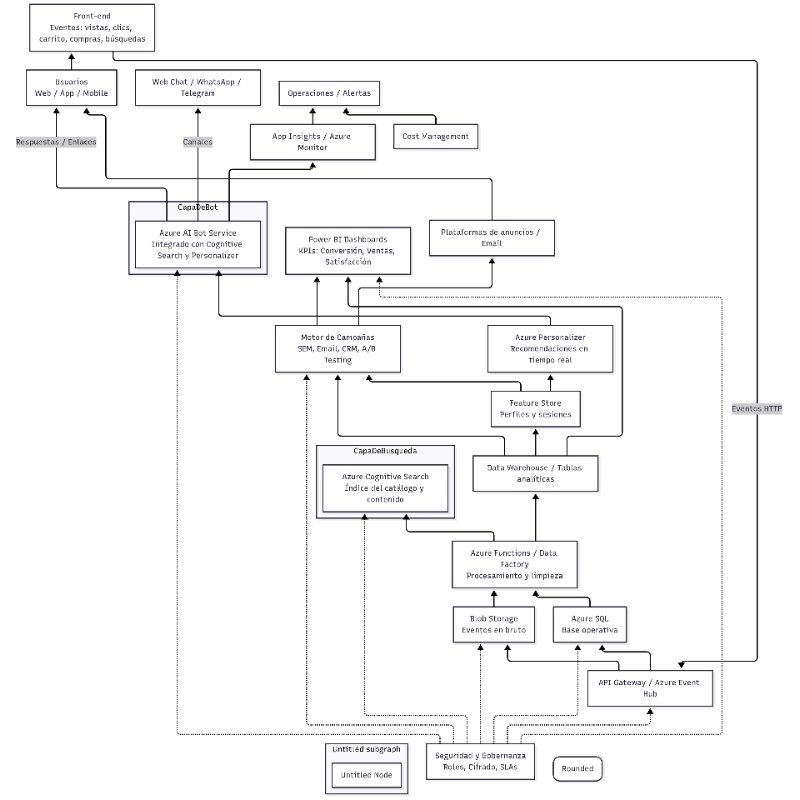 Front-end
Eventos: vistas, clics,
carrito, compras, búsquedas
Usuarios
Web / App / Mobile
Web Chat / WhatsApp /
Telegram
Operaciones / Alertas
App Insights / Azure
Monitor
Cost Management
Respuestas / Enlaces
Canales
CapaDeBot
Azure AI Bot Service
Integrado con Cognitive
Search y Personalizer
Power BI Dashboards
KPIs: Conversión, Ventas,
Satisfacción
Plataformas de anuncios /
Email
Motor de Campañas
SEM, Email, CRM, A/B
Testing
Azure Personalizer
Recomendaciones en
tiempo real
Feature Store
Perfiles y sesiones
Eventos HTTP
CapaDeBusqueda
Azure Cognitive Search
Índice del catálogo y
contenido
Data Warehouse / Tablas
analíticas
Azure Functions / Data
Factory
Procesamiento y limpieza
Blob Storage
Eventos en bruto
Azure SQL
Base operativa
API Gateway / Azure Event
Hub
Untitled subgraph
Untitled Node
Seguridad y Gobernanza
Roles, Cifrado, SLAs
Rounded